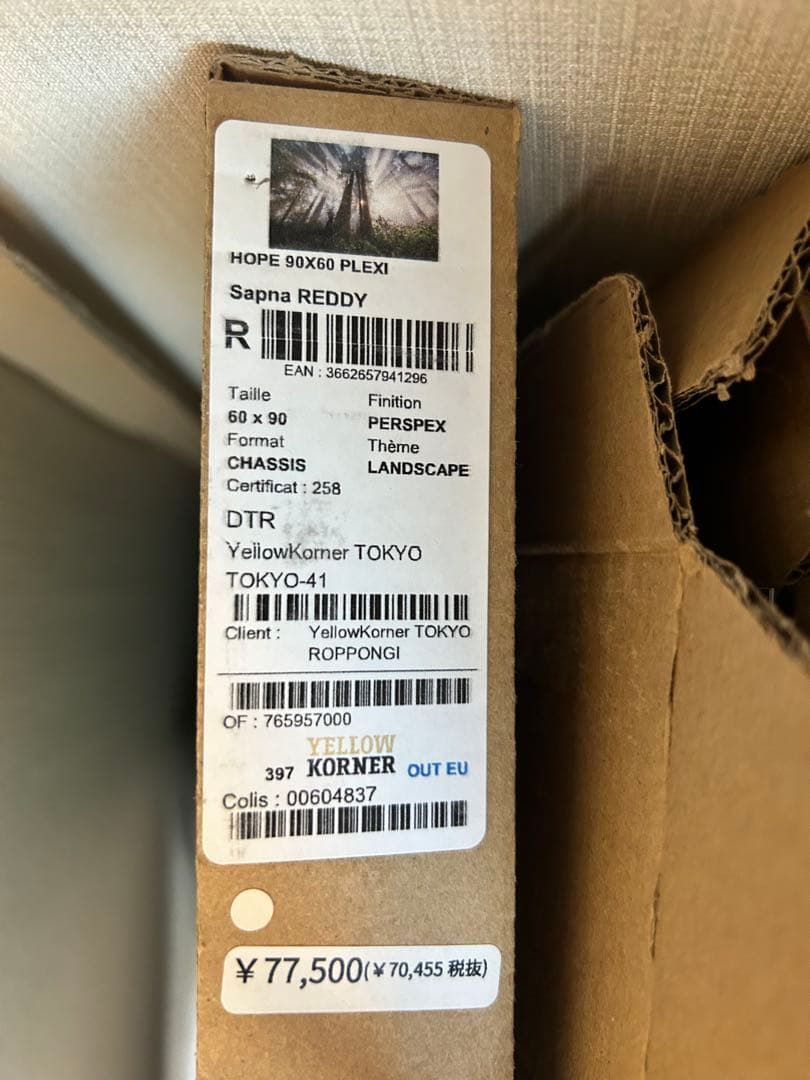 HOPE 90X60 PLEXI
Sapna REDDY
R
EAN : 3662657941296
Taille Finition
60 x 90 PERSPEX
Format Thème
CHASSIS LANDSCAPE
Certificat : 258
DTR
YellowKorner TOKYO
TOKYO-41
Client : YellowKorner TOKYO
ROPPONGI
OF : 765957000
YELLOW
397 KORNER OUT EU
Colis : 00604837
¥77,500(¥70,455 税抜)